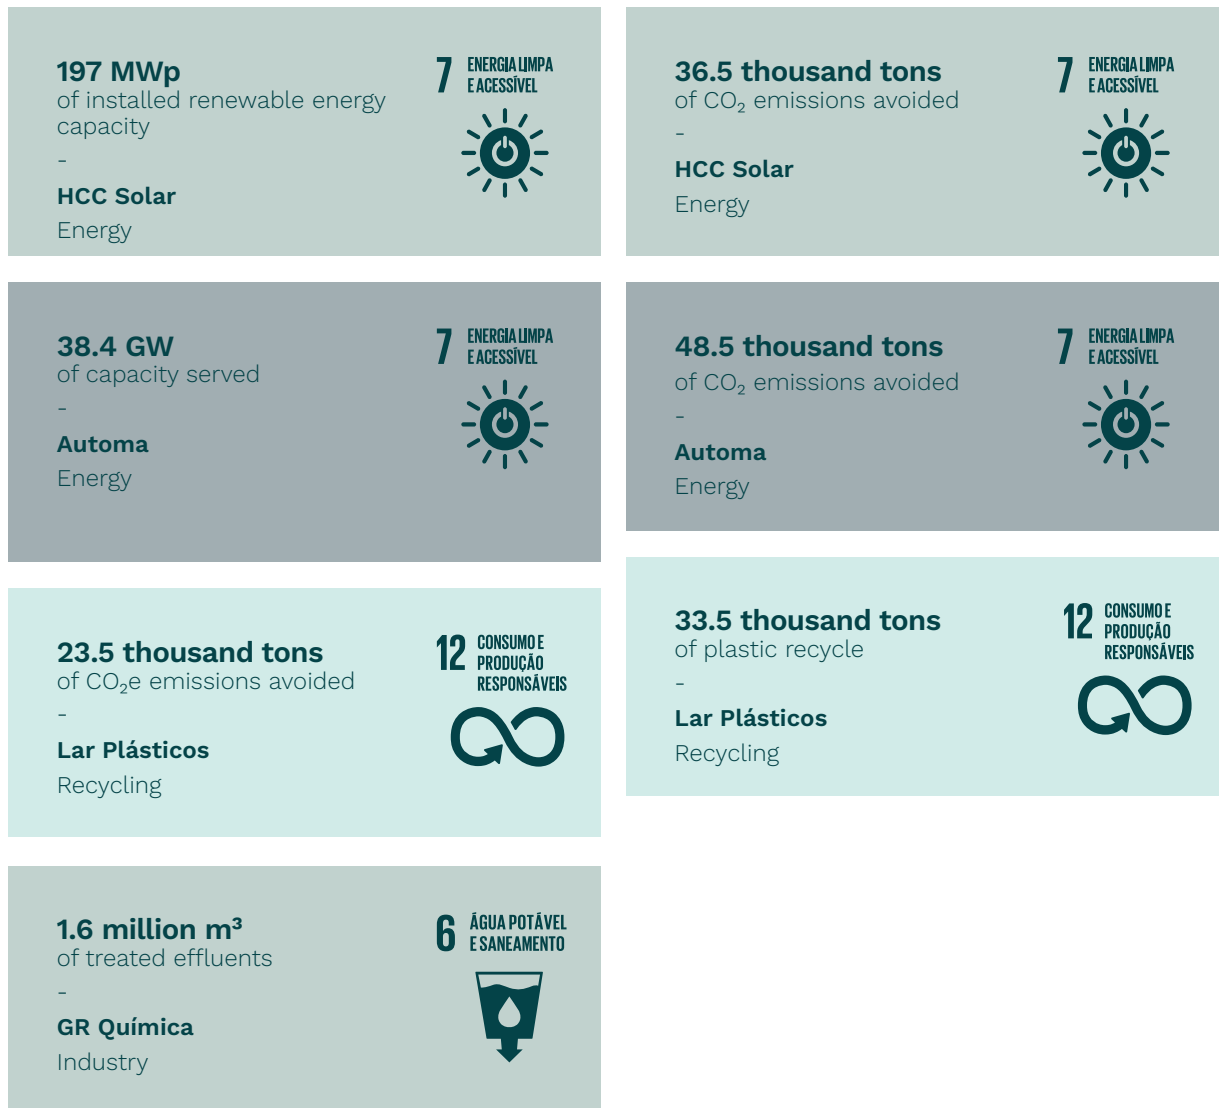 197 MWp
of installed renewable energy
capacity
-
HCC Solar
Energy
7 ENERGIA LIMPA
E ACESSÍVEL
36.5 thousand tons
of CO₂ emissions avoided
-
HCC Solar
Energy
7 ENERGIA LIMPA
E ACESSÍVEL
38.4 GW
of capacity served
-
Automa
Energy
7 ENERGIA LIMPA
E ACESSÍVEL
48.5 thousand tons
of CO₂ emissions avoided
-
Automa
Energy
7 ENERGIA LIMPA
E ACESSÍVEL
23.5 thousand tons
of CO₂e emissions avoided
-
Lar Plásticos
Recycling
12 CONSUMO E
PRODUÇÃO
RESPONSÁVEIS
33.5 thousand tons
of plastic recycle
-
Lar Plásticos
Recycling
12 CONSUMO E
PRODUÇÃO
RESPONSÁVEIS
1.6 million m³
of treated effluents
-
GR Química
Industry
6 ÁGUA POTÁVEL
E SANEAMENTO